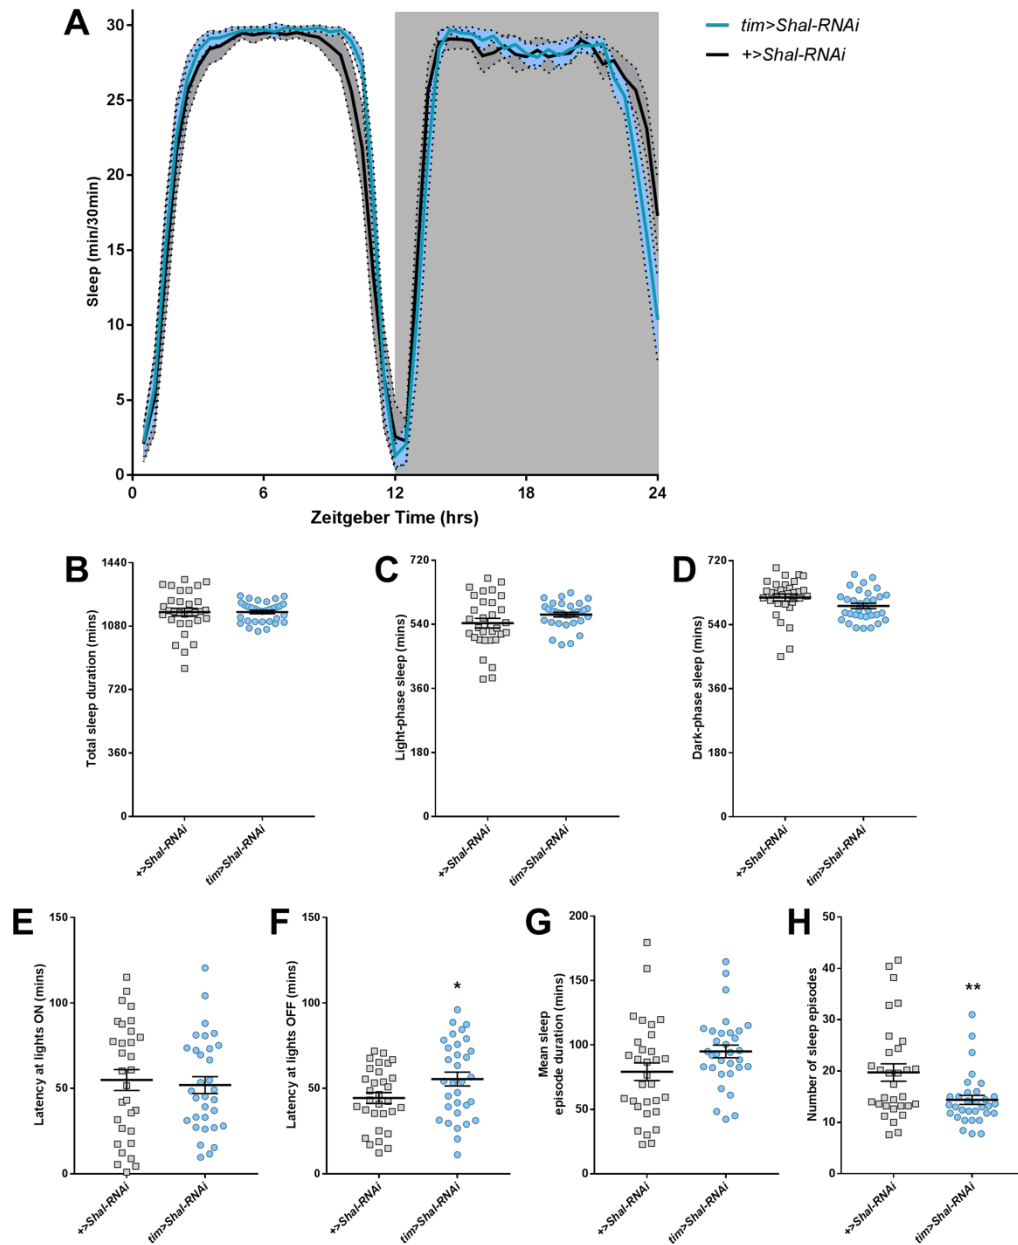 A
tim>Shal-RNAi
+>Shal-RNAi
Sleep (min/30min)
30
25
20
15
10
5
0
0 6 12 18 24
Zeitgeber Time (hrs)
B
Total sleep duration (mins)
1440
1080
720
360
0
+>Shal-RNAi tim>Shal-RNAi
C
Light-phase sleep (mins)
720
540
360
180
0
+>Shal-RNAi tim>Shal-RNAi
D
Dark-phase sleep (mins)
720
540
360
180
0
+>Shal-RNAi tim>Shal-RNAi
E
Latency at lights ON (mins)
150
100
50
0
+>Shal-RNAi tim>Shal-RNAi
F
Latency at lights OFF (mins)
150
100
50
0
*
+>Shal-RNAi tim>Shal-RNAi
G
Mean sleep
episode duration (mins)
200
150
100
50
0
+>Shal-RNAi tim>Shal-RNAi
H
Number of sleep episodes
50
40
30
20
10
0
**
+>Shal-RNAi tim>Shal-RNAi